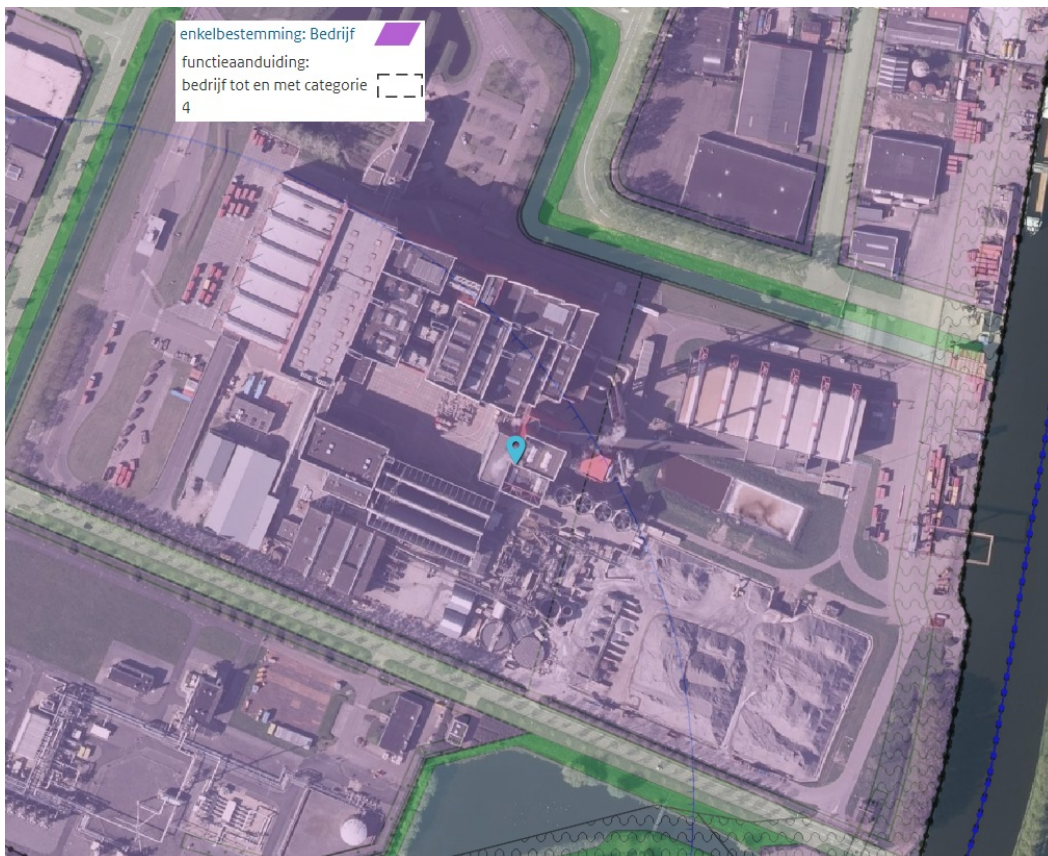 enkelbestemming: Bedrijf
functieaanduiding:
bedrijf tot en met categorie
4